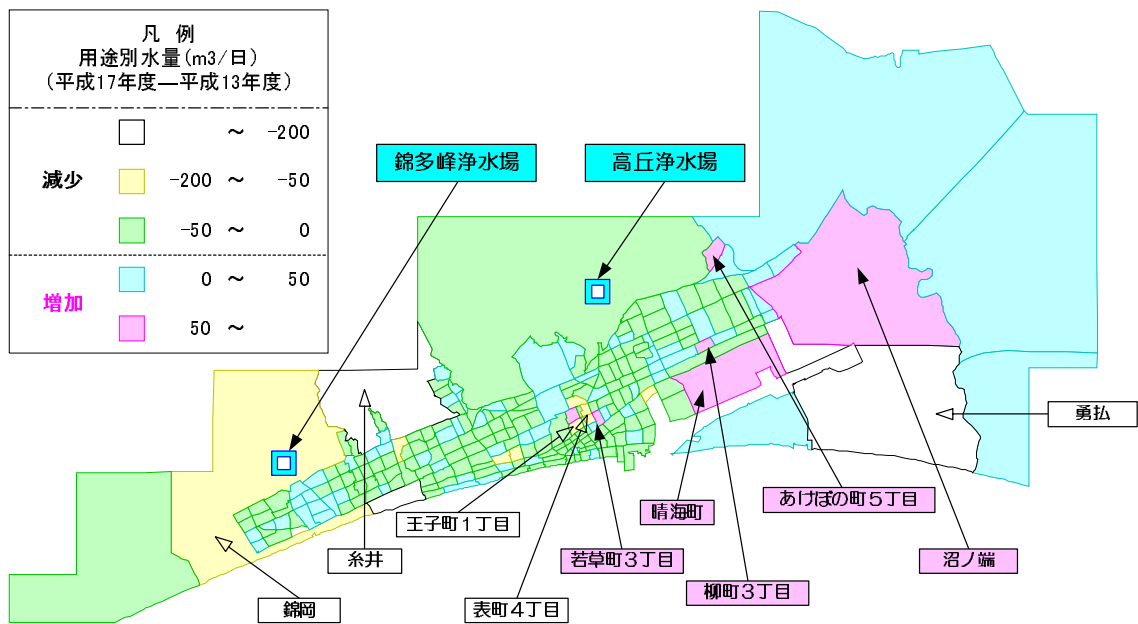 凡 例
用途別水量(m3/日)
(平成17年度―平成13年度)
～ -200
減少 -200 ～ -50
-50 ～ 0
0 ～ 50
増加
50 ～
錦多峰浄水場
高丘浄水場
勇払
あけぼの町5丁目
晴海町
王子町1丁目
糸井
若草町3丁目
沼ノ端
柳町3丁目
錦岡
表町4丁目